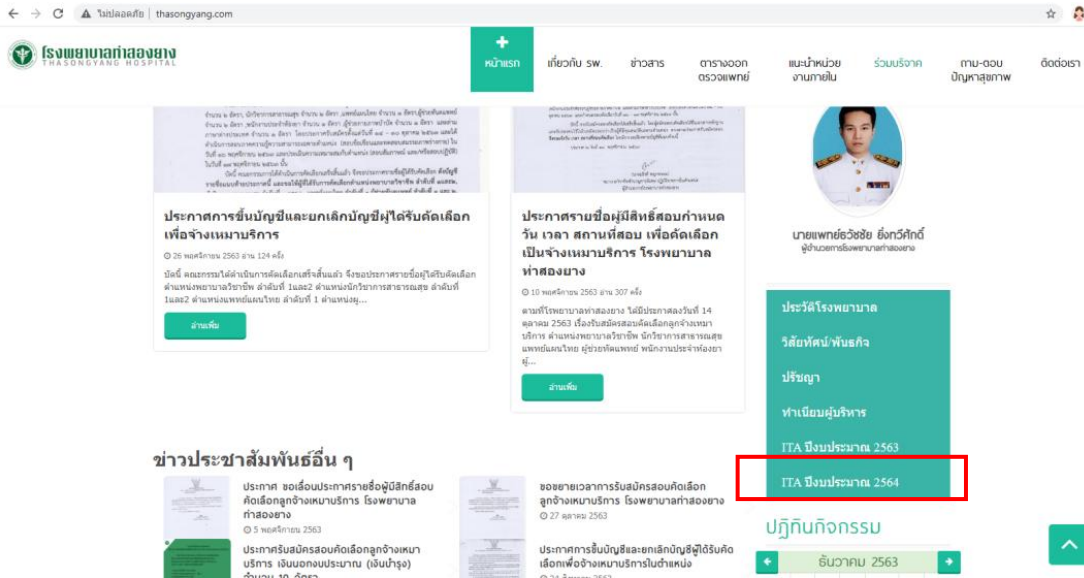 ไม่ปลอดภัย | thasongyang.com
โรงพยาบาลท่าสองยาง
THASONGYANG HOSPITAL
หน้าแรก
เกี่ยวกับ รพ.
ข่าวสาร
ตารางออก
ตรวจแพทย์
แนะนำหน่วย
งานภายใน
ร่วมบริจาค
ถาม-ตอบ
ปัญหาสุขภาพ
ติดต่อเรา
ประกาศการขึ้นบัญชีและยกเลิกบัญชีผู้ได้รับคัดเลือก
เพื่อจ้างเหมาบริการ
26 พฤศจิกายน 2563 อ่าน 124 ครั้ง
บัดนี้ คณะกรรมได้ดำเนินการคัดเลือกเสร็จสิ้นแล้ว จึงขอประกาศรายชื่อผู้ได้รับคัดเลือก
ตำแหน่งพยาบาลวิชาชีพ ลำดับที่ 1และ2 ตำแหน่งนักวิชาการสาธารณสุข ลำดับที่
1และ2 ตำแหน่งแพทย์แผนไทย ลำดับที่ 1 ตำแหน่งผู้...
อ่านเพิ่ม
ประกาศรายชื่อผู้มีสิทธิ์สอบกำหนด
วัน เวลา สถานที่สอบ เพื่อคัดเลือก
เป็นจ้างเหมาบริการ โรงพยาบาล
ท่าสองยาง
10 พฤศจิกายน 2563 อ่าน 307 ครั้ง
ตามที่โรพยาบาลท่าสองยาง ได้มีประกาศลงวันที่ 14
ตุลาคม 2563 เรื่องรับสมัครสอบคัดเลือกลูกจ้างเหมา
บริการ ตำแหน่งพยาบาลวิชาชีพ นักวิชาการสาธารณสุข
แพทย์แผนไทย ผู้ช่วยทัตแพทย์ พนักงานประจำห้องยา
ผู้...
อ่านเพิ่ม
นายแพทย์ธวัชชัย ยิ่งทวีศักดิ์
ผู้อำนวยการโรงพยาบาลท่าสองยาง
ประวัติโรงพยาบาล
วิสัยทัศน์/พันธกิจ
ปรัชญา
ทำเนียบผู้บริหาร
ITA ปีงบประมาณ 2563
ITA ปีงบประมาณ 2564
ปฏิทินกิจกรรม
ธันวาคม 2563
ข่าวประชาสัมพันธ์อื่น ๆ
ประกาศ ขอเลื่อนประกาศรายชื่อผู้มีสิทธิ์สอบ
คัดเลือกลูกจ้างเหมาบริการ โรงพยาบาล
ท่าสองยาง
5 พฤศจิกายน 2563
ประกาศรับสมัครสอบคัดเลือกลูกจ้างเหมา
บริการ เงินนอกงบประมาณ (เงินบำรุง)
จำนวน 10 อัตรา
ขอขยายเวลาการรับสมัครสอบคัดเลือก
ลูกจ้างเหมาบริการ โรงพยาบาลท่าสองยาง
27 ตุลาคม 2563
ประกาศการขึ้นบัญชีและยกเลิกบัญชีผู้ได้รับคัด
เลือกเพื่อจ้างเหมาบริการในตำแหน่ง